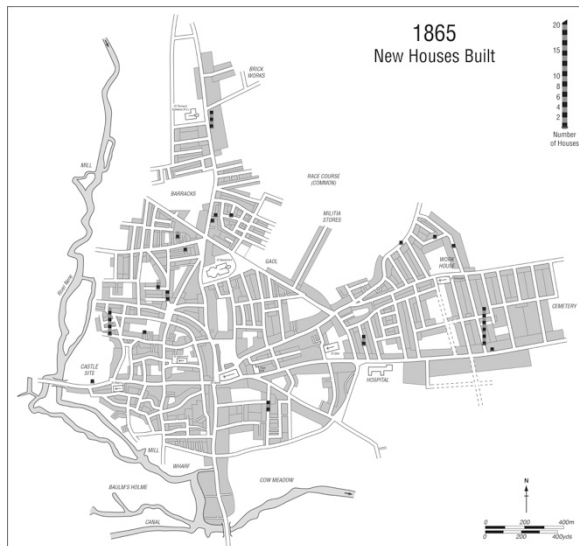 1865
New Houses Built
20
15
10
8
6
4
2
Number
of Houses
BRICK
WORKS
MILL
RACE COURSE
(COMMON)
BARRACKS
MILITIA
STORES
GAOL
WORK
HOUSE
River Nene
CEMETERY
CASTLE
SITE
HOSPITAL
MILL
WHARF
COW MEADOW
BAULM'S HOLME
CANAL
N
0 200 400m
0 200 400yds